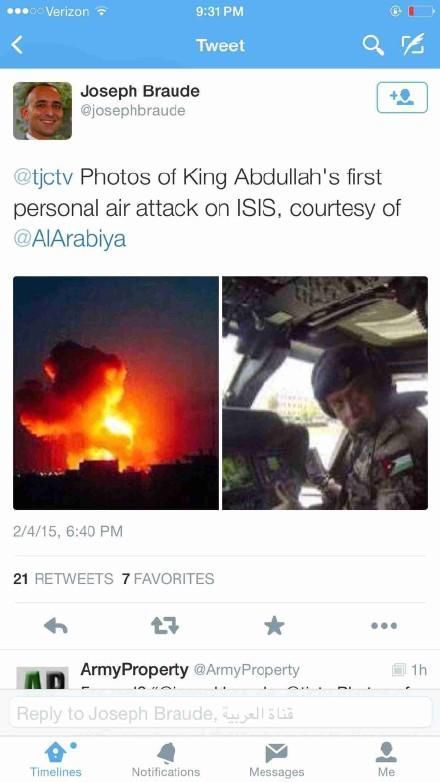 Verizon 9:31 PM
Tweet
Joseph Braude
@josephbraude
@tjctv Photos of King Abdullah's first
personal air attack on ISIS, courtesy of
@AlArabiya
2/4/15, 6:40 PM
21 RETWEETS 7 FAVORITES
ArmyProperty @ArmyProperty 1h
Reply to Joseph Braude, قناة العربية
Timelines Notifications Messages Me